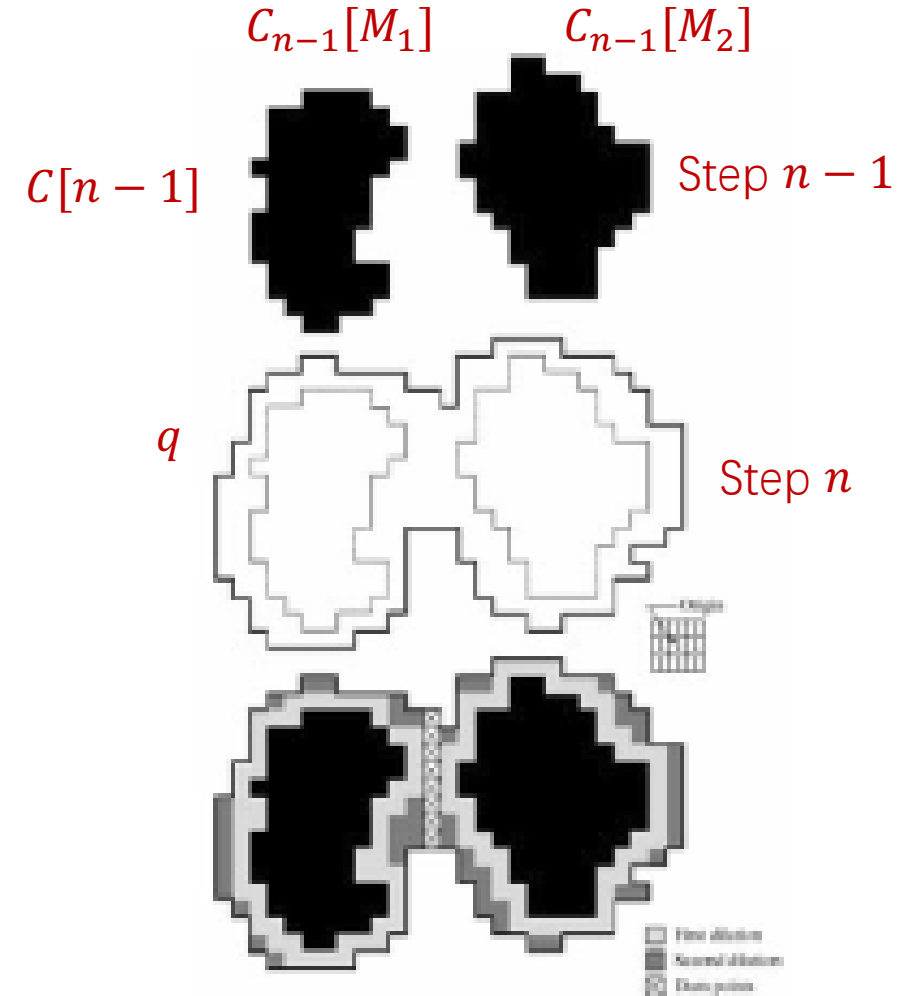 C_{n−1}[M_1]
C_{n−1}[M_2]
C[n − 1]
Step n − 1
q
Step n
Origin
First dilation
Second dilation
Dam points